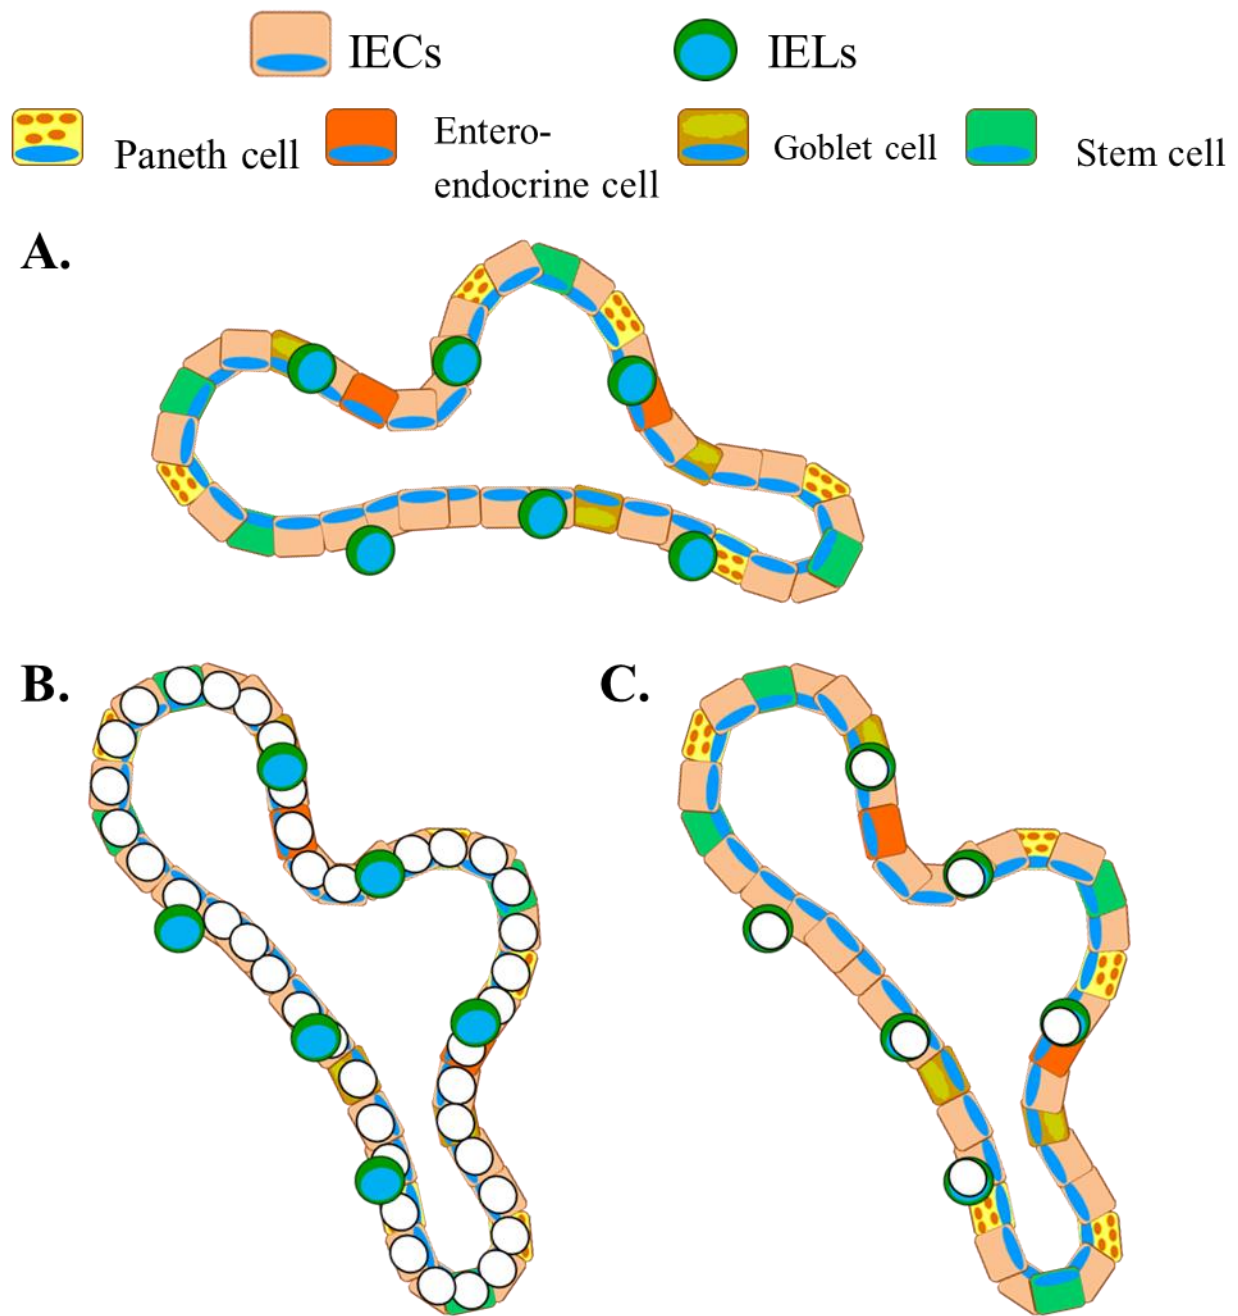 IECs
IELs
Paneth cell
Entero-
endocrine cell
Goblet cell
Stem cell
A.
B.
C.